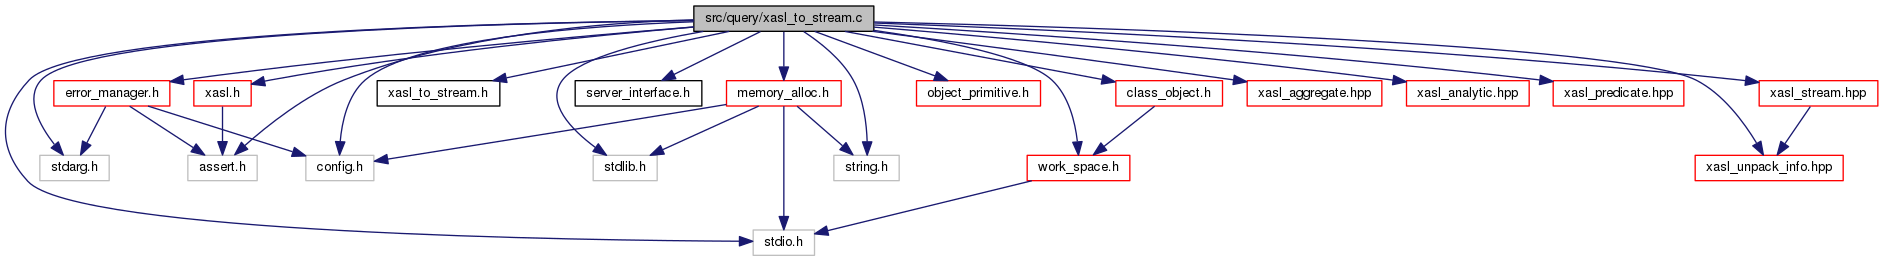 src/query/xasl_to_stream.c
error_manager.h
xasl.h
xasl_to_stream.h
server_interface.h
memory_alloc.h
object_primitive.h
class_object.h
xasl_aggregate.hpp
xasl_analytic.hpp
xasl_predicate.hpp
xasl_stream.hpp
stdarg.h
assert.h
config.h
stdlib.h
string.h
work_space.h
xasl_unpack_info.hpp
stdio.h